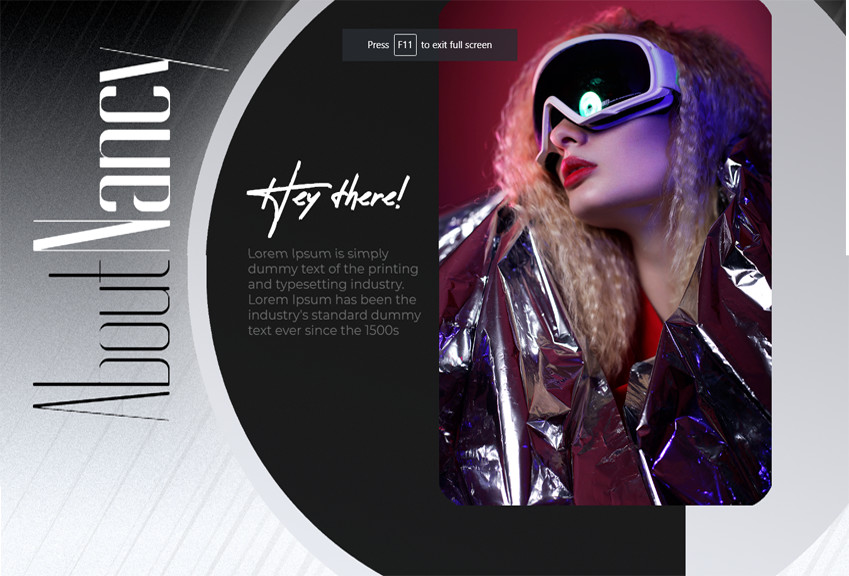 Press F11 to exit full screen
About Nancy
Hey there!
Lorem Ipsum is simply
dummy text of the printing
and typesetting industry.
Lorem Ipsum has been the
industry's standard dummy
text ever since the 1500s